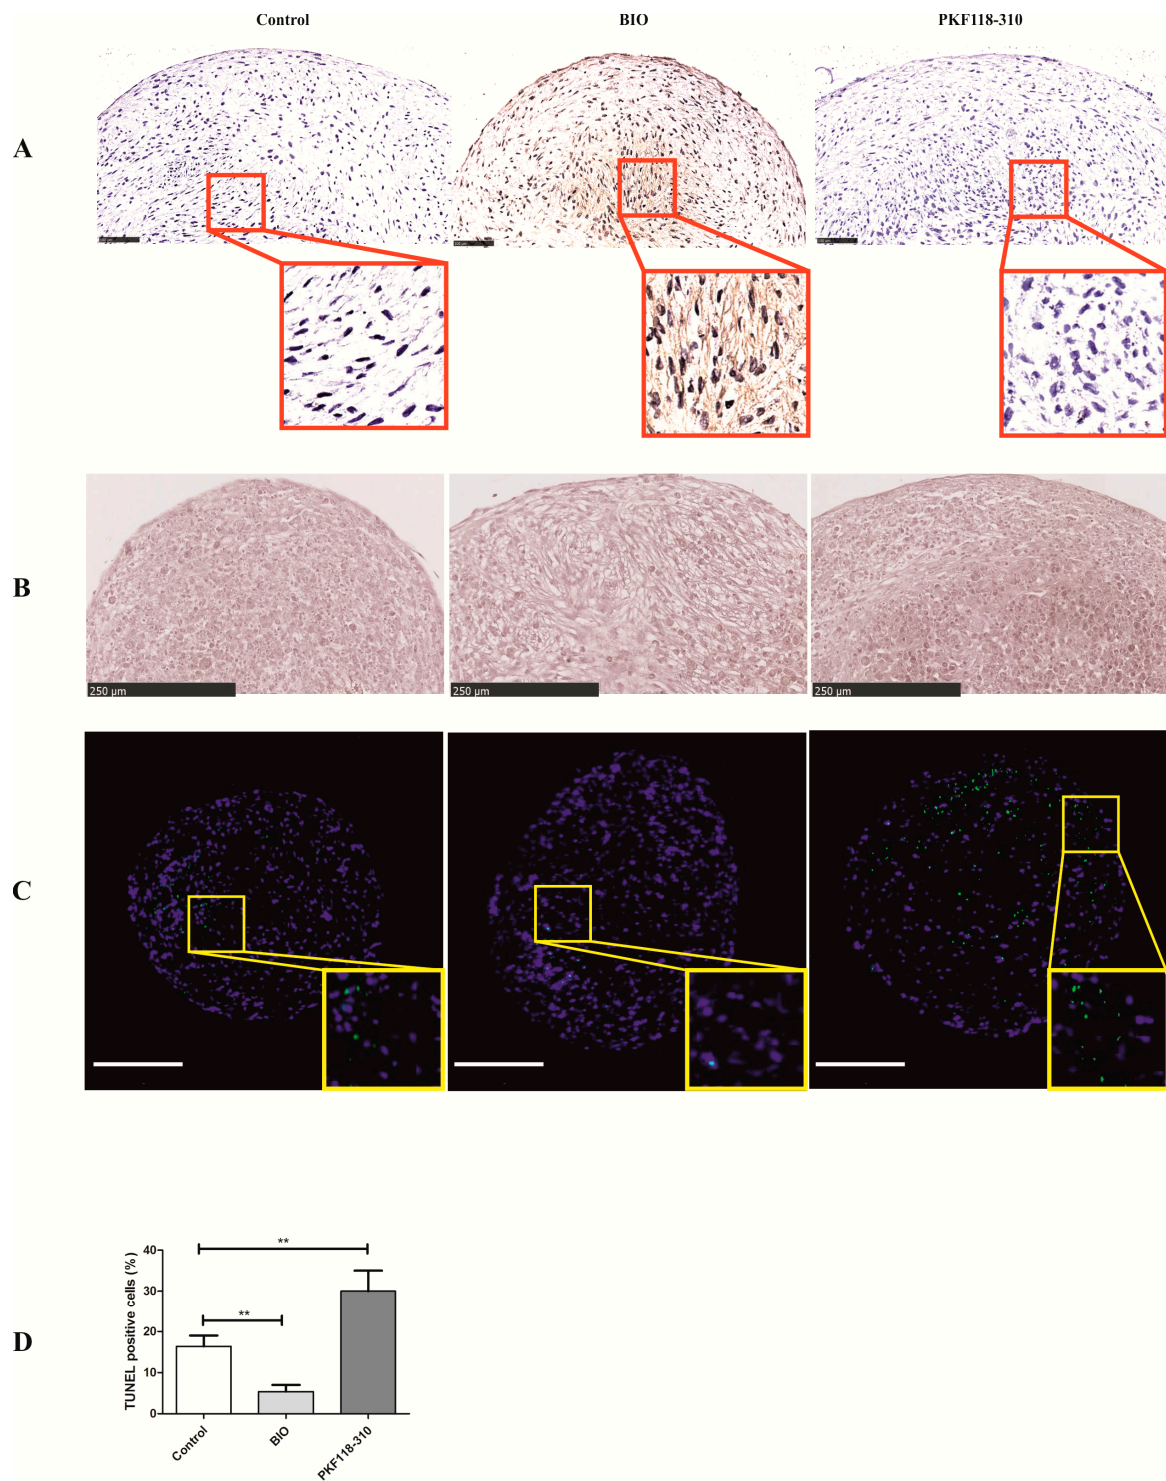 Control BIO PKF118-310
A
B
250 µm 250 µm 250 µm
C
D
TUNEL positive cells (%)
40
30
20
10
0
**
**
Control
BIO
PKF118-310